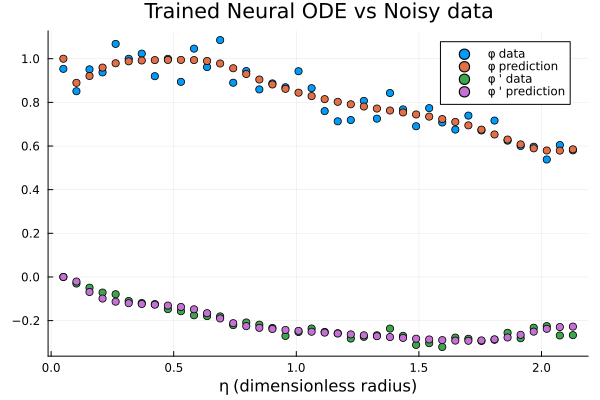 Trained Neural ODE vs Noisy data
φ data
φ prediction
φ ' data
φ ' prediction
1.0
0.8
0.6
0.4
0.2
0.0
−0.2
0.0 0.5 1.0 1.5 2.0
η (dimensionless radius)